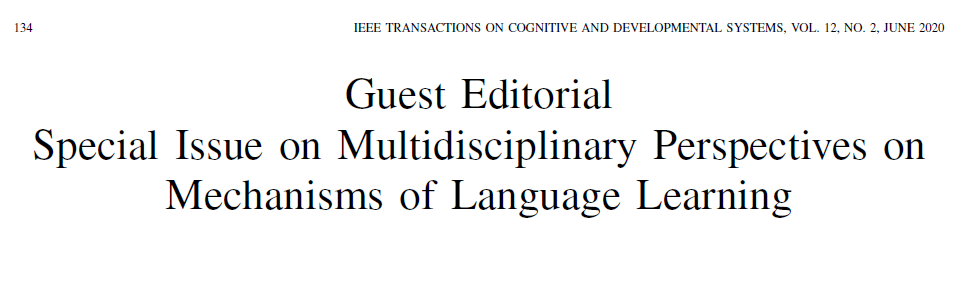 134
IEEE TRANSACTIONS ON COGNITIVE AND DEVELOPMENTAL SYSTEMS, VOL. 12, NO. 2, JUNE 2020
Guest Editorial
Special Issue on Multidisciplinary Perspectives on
Mechanisms of Language Learning